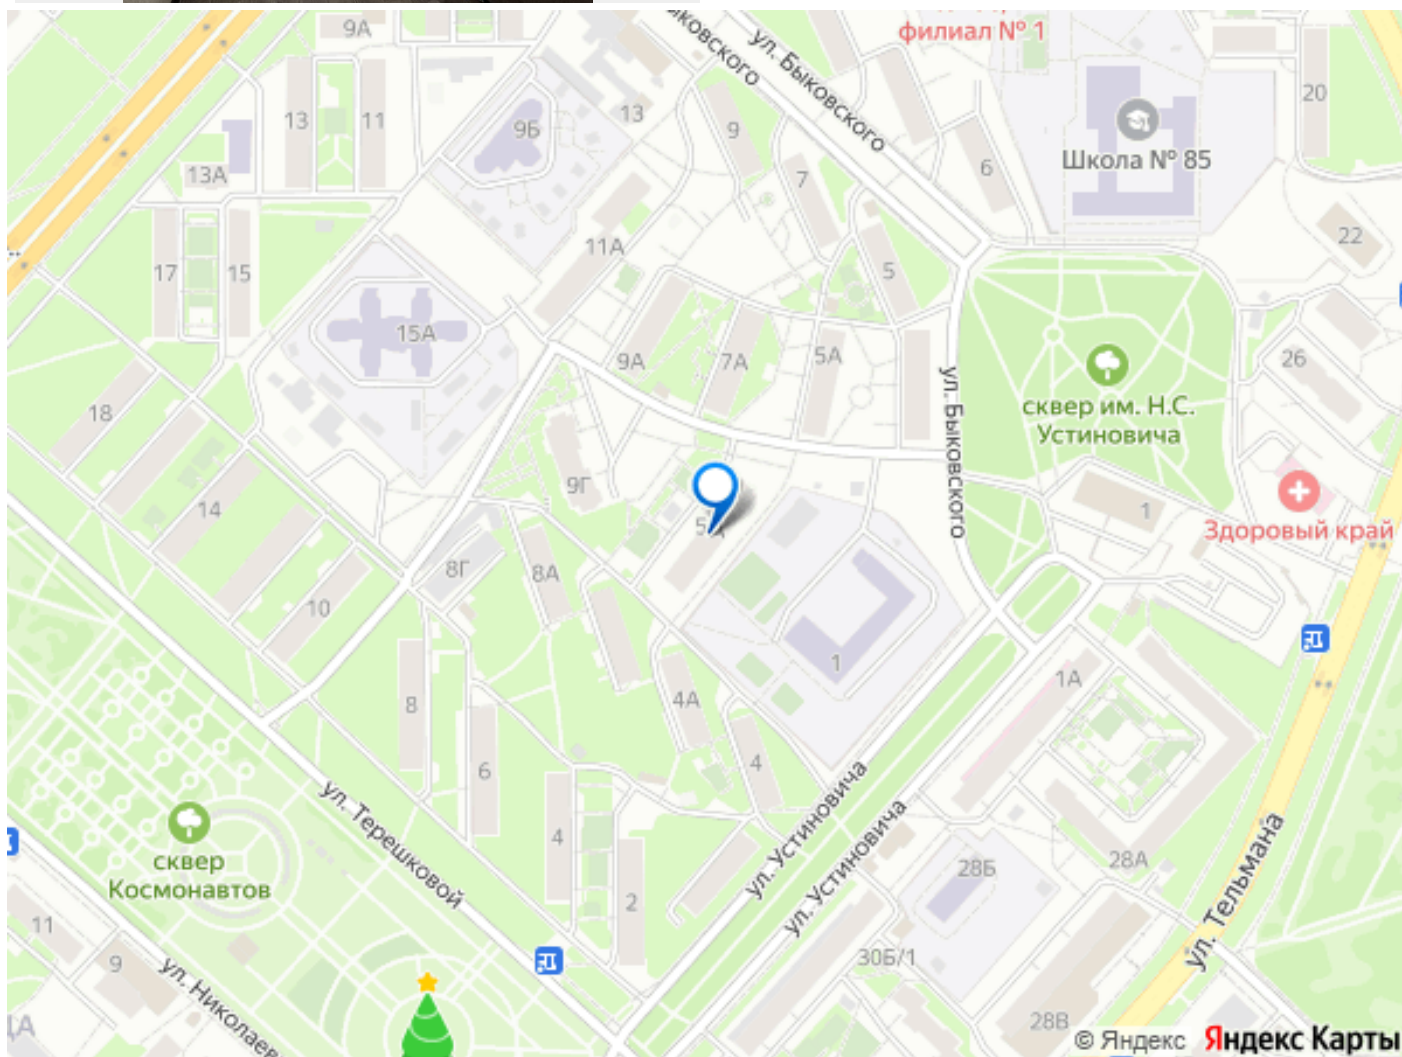 9А
филиал № 1
ул. Быковского
13
11
9Б
13
9
20
Школа № 85
6
13А
7
22
11А
17
15
5
15А
9А
7А
5А
26
ул. Быковского
18
сквер им. Н.С.
Устиновича
9Г
14
1
Здоровый край
8Г
8А
10
1
1А
8
4А
6
4
ул. Терешковой
ул. Устиновича
4
сквер
Космонавтов
28А
28Б
ул. Устиновича
ул. Тельмана
2
11
9
30Б/1
ул. Николаев
28В
© Яндекс Яндекс Карты